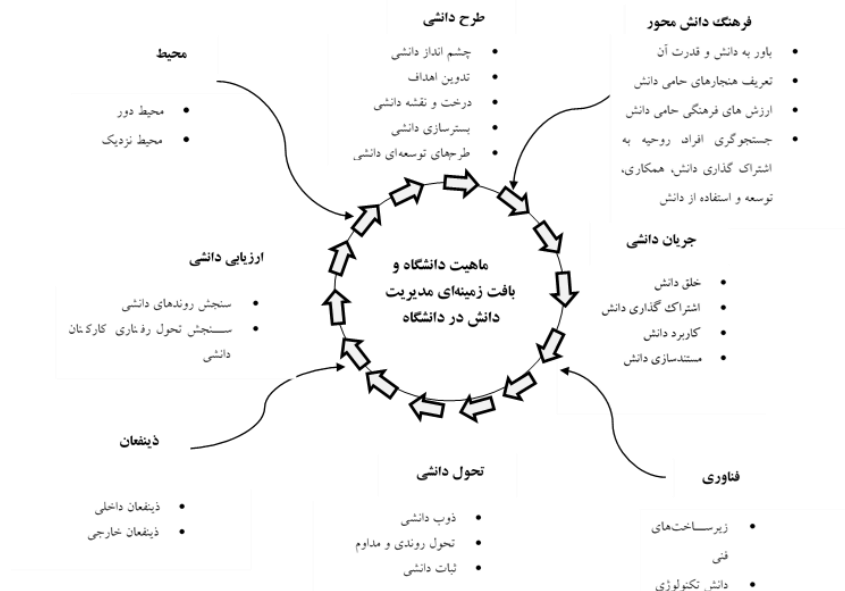 فرهنگ دانش محور
• باور به دانش و قدرت آن
• تعریف هنجارهای حامی دانش
• ارزش های فرهنگی حامی دانش
• جستجوگری افراد، روحیه به
اشتراک گذاری دانش، همکاری،
توسعه و استفاده از دانش
طرح دانشی
• چشم انداز دانشی
• تدوین اهداف
• درخت و نقشه دانشی
• بسترسازی دانشی
• طرح‌های توسعه‌ای دانشی
محیط
• محیط دور
• محیط نزدیک
جریان دانشی
• خلق دانش
• اشتراک گذاری دانش
• کاربرد دانش
• مستندسازی دانش
ماهیت دانشگاه و
بافت زمینه‌ای مدیریت
دانش در دانشگاه
ارزیابی دانشی
• سنجش روندهای دانشی
• سنجش تحول رفتاری کارکنان
دانشی
فناوری
• زیرساخت‌های
فنی
• دانش تکنولوژی
تحول دانشی
• ذوب دانشی
• تحول روندی و مداوم
• ثبات دانشی
ذینفعان
• ذینفعان داخلی
• ذینفعان خارجی